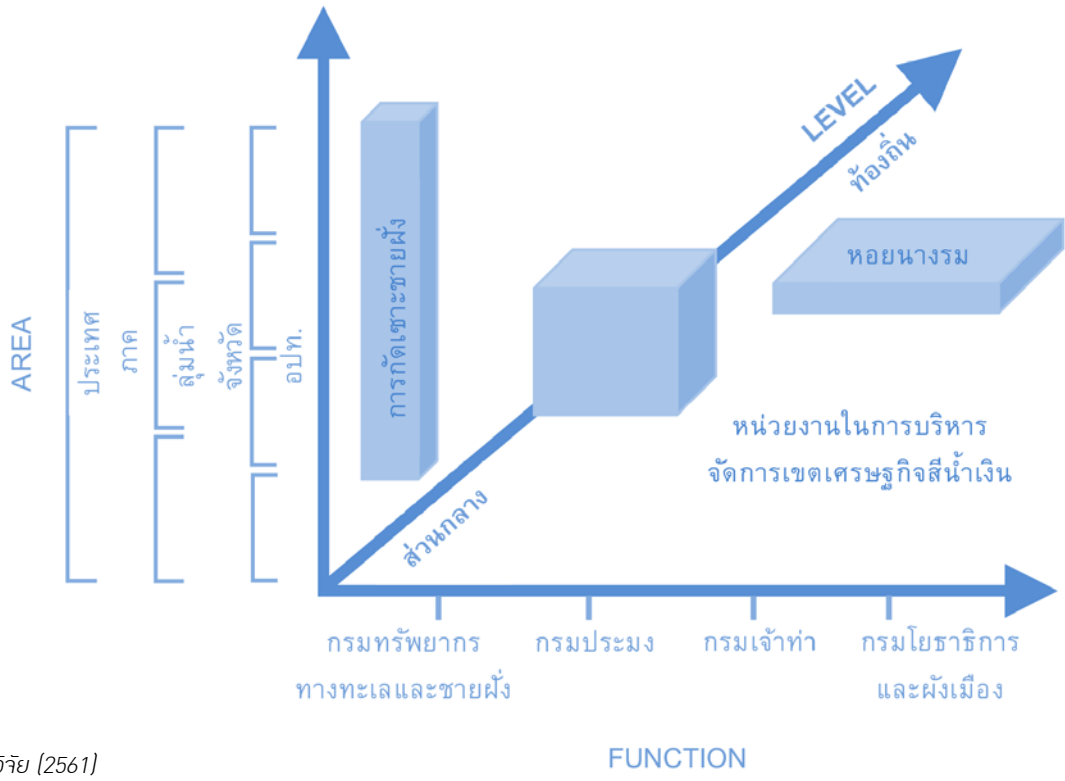 LEVEL
ท้องถิ่น
การกัดเซาะชายฝั่ง
หอยนางรม
AREA
ประเทศ
ภาค
ลุ่มน้ำ
จังหวัด
อปท.
หน่วยงานในการบริหาร
จัดการเขตเศรษฐกิจสีน้ำเงิน
ส่วนกลาง
กรมทรัพยากร
ทางทะเลและชายฝั่ง
กรมประมง
กรมเจ้าท่า
กรมโยธาธิการ
และผังเมือง
FUNCTION
วิจัย (2561)